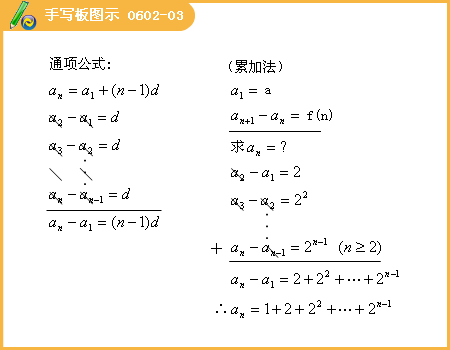 手写板图示 0602-03
通项公式:
aₙ = a₁ + (n−1)d
a₂ − a₁ = d
a₃ − a₂ = d
aₙ − aₙ₋₁ = d
aₙ − a₁ = (n−1)d
(累加法)
a₁ = a
aₙ₊₁ − aₙ = f(n)
求aₙ = ?
a₂ − a₁ = 2
a₃ − a₂ = 2²
⋮
+ aₙ − aₙ₋₁ = 2ⁿ⁻¹ (n ≥ 2)
aₙ − a₁ = 2 + 2² + ⋯ + 2ⁿ⁻¹
∴ aₙ = 1 + 2 + 2² + ⋯ + 2ⁿ⁻¹